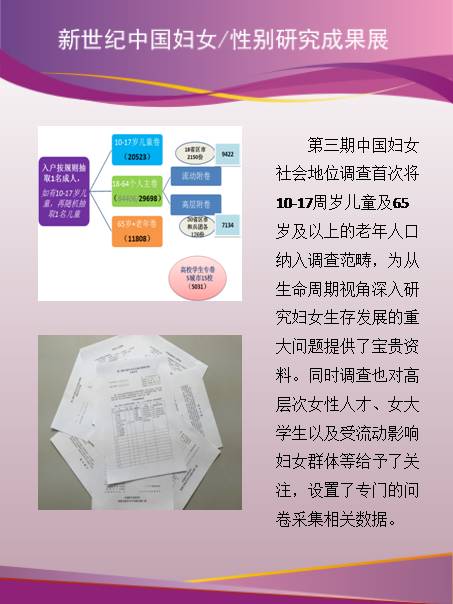 新世纪中国妇女/性别研究成果展
入户按规则抽
取1名成人，
如有10-17岁儿
童，再随机抽
取1名儿童
10-17岁儿童卷
（20523）
18-64个人主卷
29698）
65岁+老年卷
（11808）
18省区市
2150份
9422
流动附卷
高层附卷
30省区市
和兵团各
120份
7134
高校学生专卷
5城市15校
（5031）
第三期中国妇女
社会地位调查首次将
10-17周岁儿童及65
岁及以上的老年人口
纳入调查范畴，为从
生命周期视角深入研
究妇女生存发展的重
大问题提供了宝贵资
料。同时调查也对高
层次女性人才、女大
学生以及受流动影响
妇女群体等给予了关
注，设置了专门的问
卷采集相关数据。